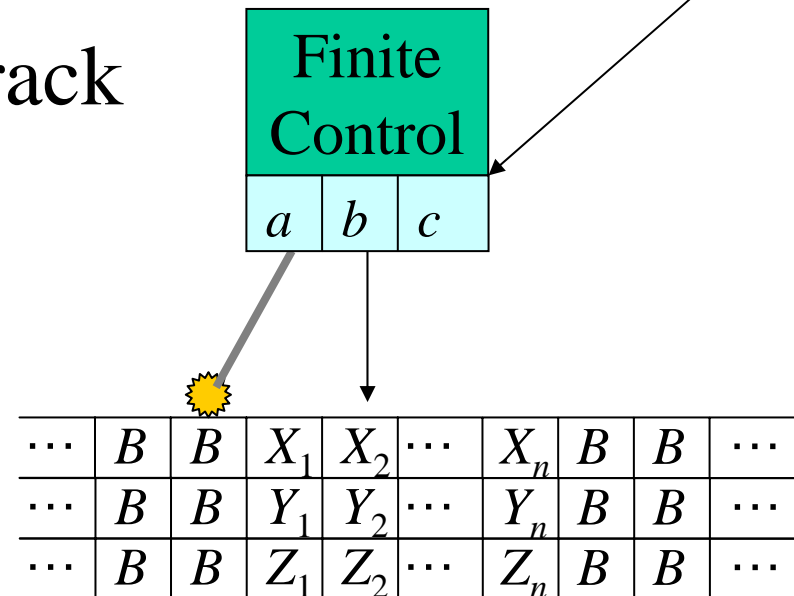 rack
Finite
Control
a b c
⋯ B B X₁ X₂ ⋯ Xₙ B B ⋯
⋯ B B Y₁ Y₂ ⋯ Yₙ B B ⋯
⋯ B B Z₁ Z₂ ⋯ Zₙ B B ⋯